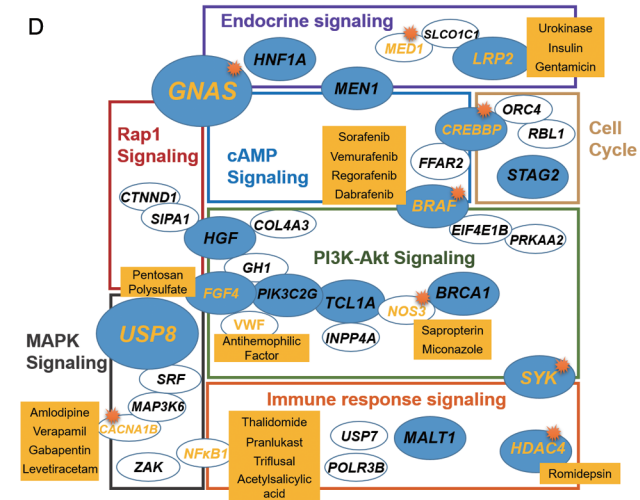 D
Endocrine signaling
HNF1A
MED1
SLCO1C1
LRP2
Urokinase
Insulin
Gentamicin
GNAS
MEN1
Rap1
Signaling
cAMP
Signaling
Sorafenib
Vemurafenib
Regorafenib
Dabrafenib
CREBBP
FFAR2
BRAF
ORC4
RBL1
STAG2
Cell
Cycle
CTNND1
SIPA1
HGF
COL4A3
GH1
PI3K-Akt Signaling
EIF4E1B
PRKAA2
Pentosan
Polysulfate
FGF4
PIK3C2G
TCL1A
NOS3
BRCA1
VWF
Antihemophilic
Factor
INPP4A
Sapropterin
Miconazole
MAPK
Signaling
USP8
SRF
MAP3K6
CACNA1B
Amlodipine
Verapamil
Gabapentin
Levetiracetam
ZAK
NFκB1
SYK
Immune response signaling
Thalidomide
Pranlukast
Triflusal
Acetylsalicylic
acid
USP7
POLR3B
MALT1
HDAC4
Romidepsin